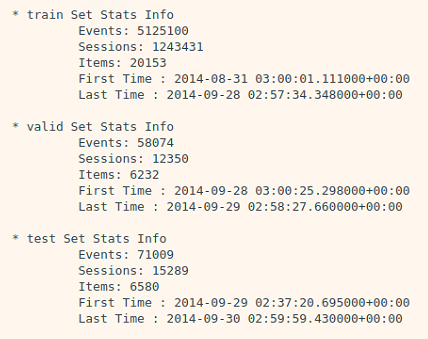 * train Set Stats Info
Events: 5125100
Sessions: 1243431
Items: 20153
First Time : 2014-08-31 03:00:01.111000+00:00
Last Time : 2014-09-28 02:57:34.348000+00:00
* valid Set Stats Info
Events: 58074
Sessions: 12350
Items: 6232
First Time : 2014-09-28 03:00:25.298000+00:00
Last Time : 2014-09-29 02:58:27.660000+00:00
* test Set Stats Info
Events: 71009
Sessions: 15289
Items: 6580
First Time : 2014-09-29 02:37:20.695000+00:00
Last Time : 2014-09-30 02:59:59.430000+00:00